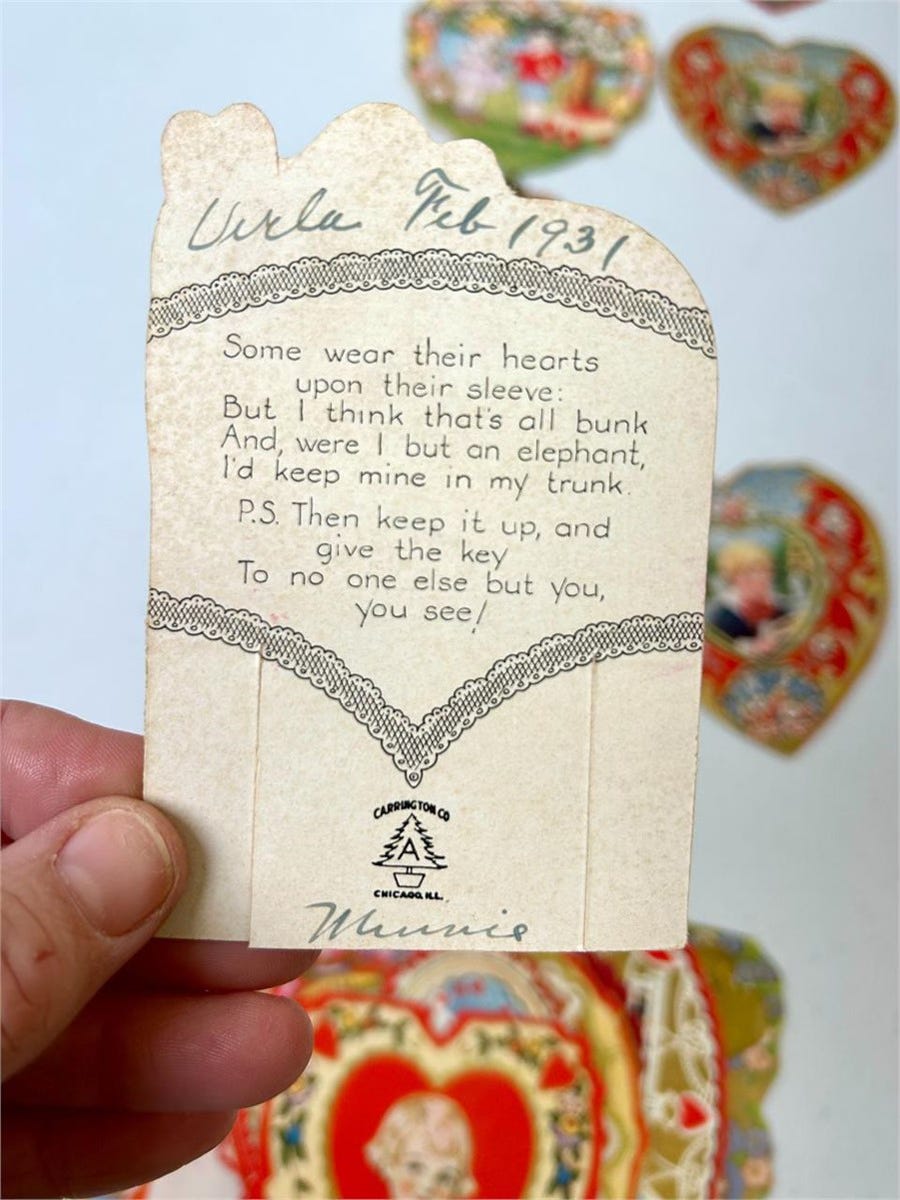 Verla Feb 1931
Some wear their hearts
upon their sleeve:
But I think that's all bunk
And, were I but an elephant,
I'd keep mine in my trunk.
P.S. Then keep it up, and
give the key
To no one else but you,
you see!
CARRINGTON CO
A
CHICAGO, ILL.
Minnie